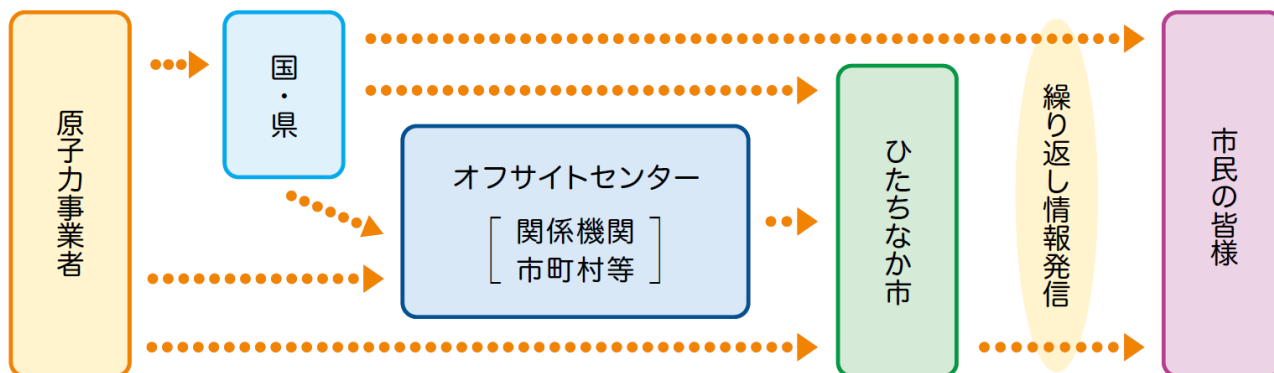 原子力事業者
国・県
オフサイトセンター
関係機関
市町村等
ひたちなか市
繰り返し情報発信
市民の皆様